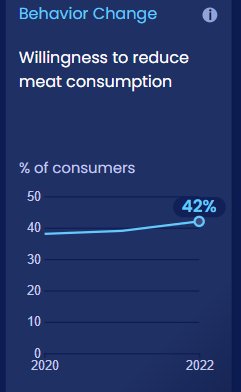 Behavior Change
i
Willingness to reduce
meat consumption
% of consumers
42%
50
40
30
20
10
0
2020
2022